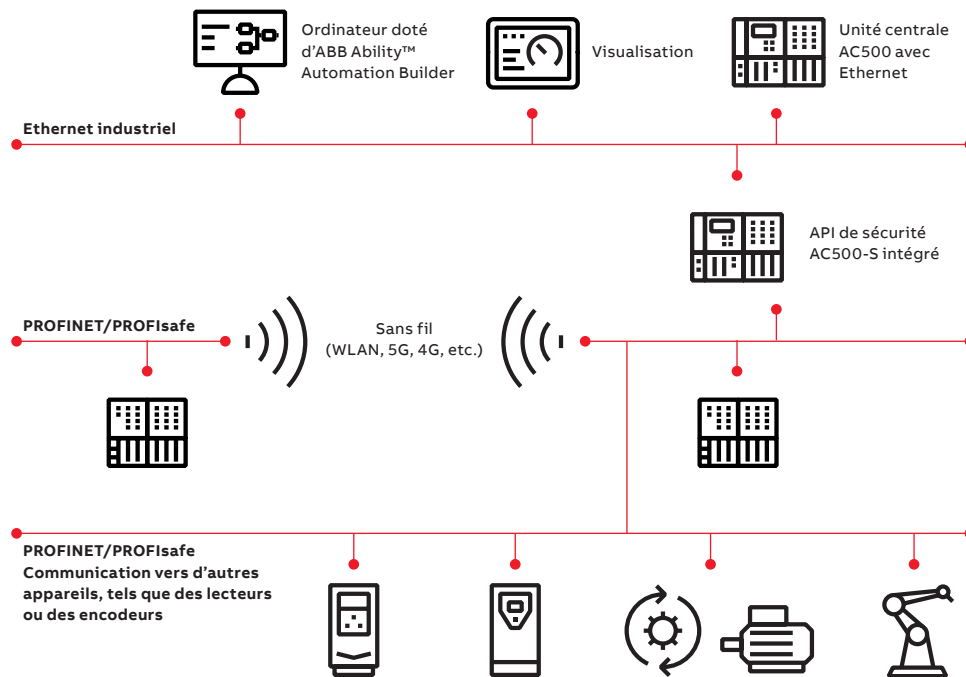 Ordinateur doté
d’ABB Ability™
Automation Builder
Visualisation
Unité centrale
AC500 avec
Ethernet
Ethernet industriel
API de sécurité
AC500-S intégré
PROFINET/PROFIsafe
Sans fil
(WLAN, 5G, 4G, etc.)
PROFINET/PROFIsafe
Communication vers d’autres
appareils, tels que des lecteurs
ou des encodeurs